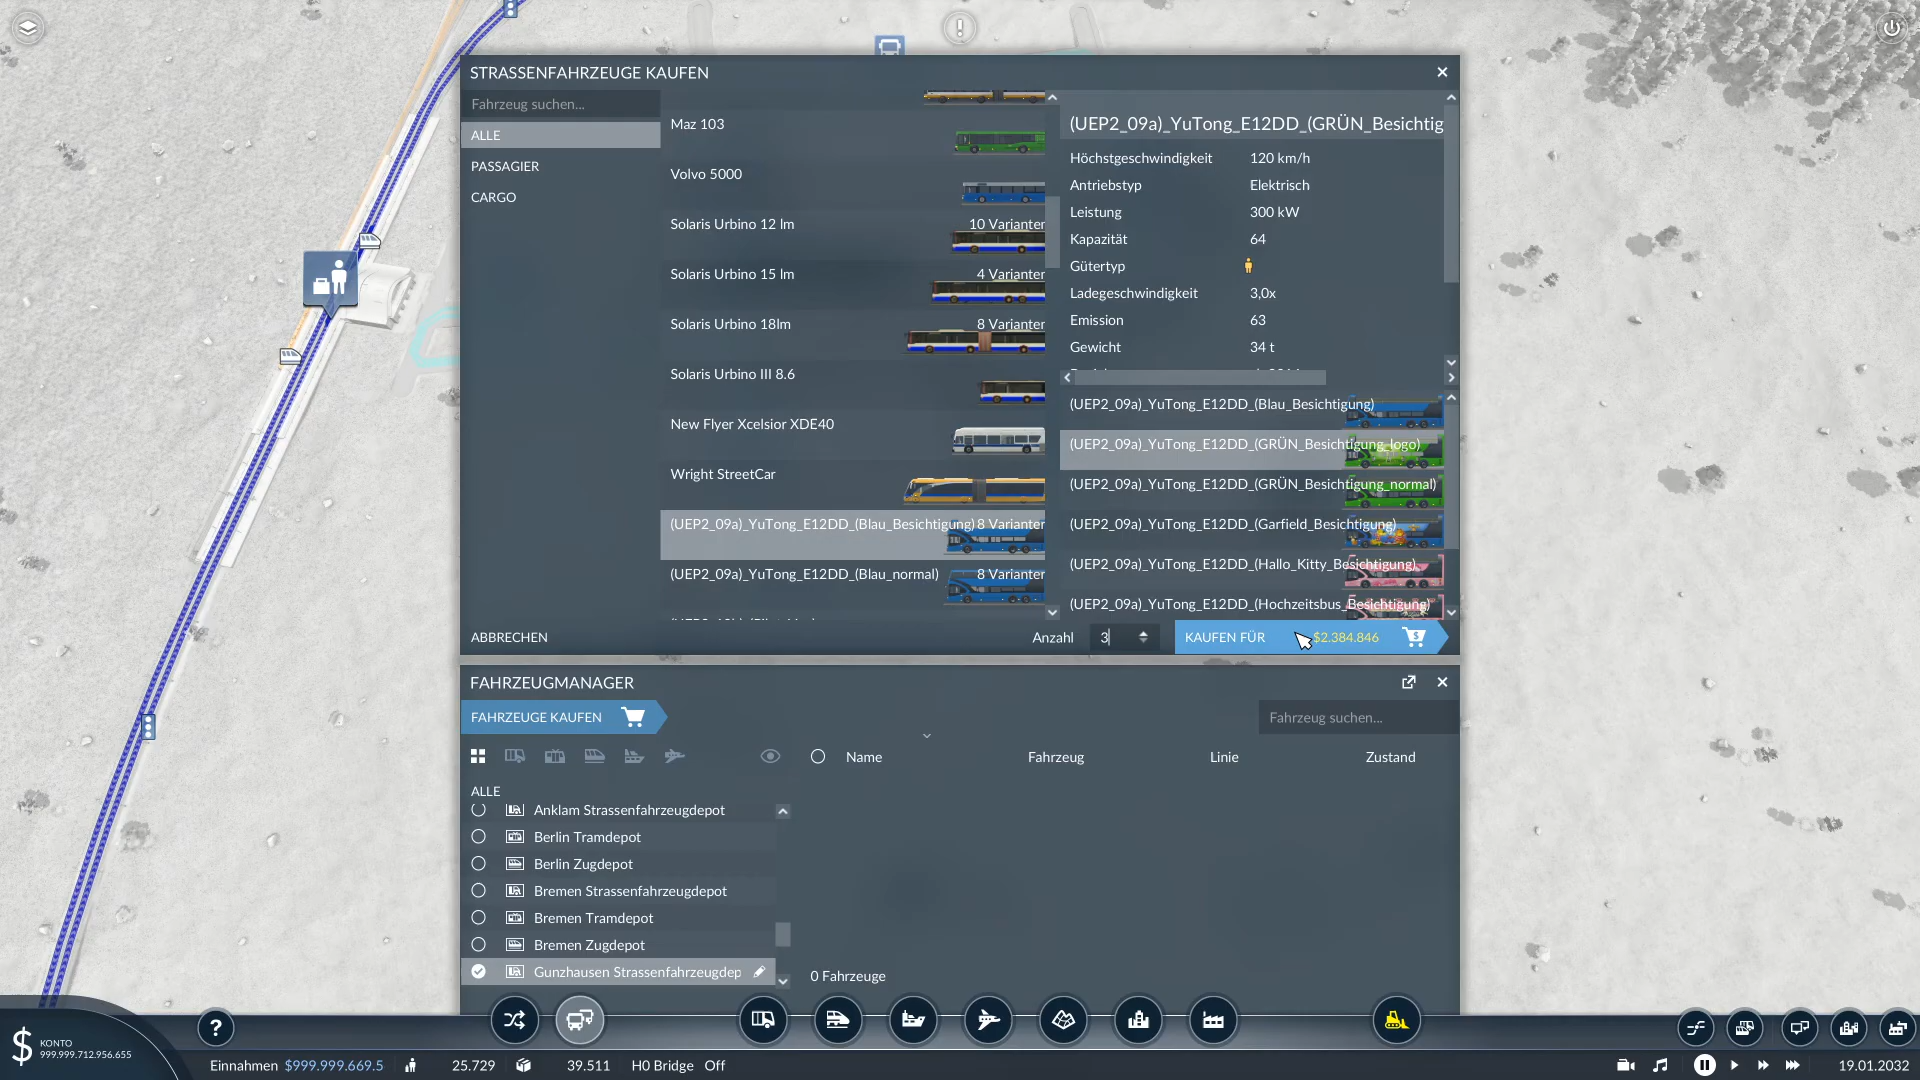 STRASSENFAHRZEUGE KAUFEN
Fahrzeug suchen...
ALLE
PASSAGIER
CARGO
Maz 103
Volvo 5000
Solaris Urbino 12 lm
10 Varianten
Solaris Urbino 15 lm
4 Varianten
Solaris Urbino 18lm
8 Varianten
Solaris Urbino III 8.6
New Flyer Xcelsior XDE40
Wright StreetCar
(UEP2_09a)_YuTong_E12DD_(Blau_Besichtigung) 8 Varianten
(UEP2_09a)_YuTong_E12DD_(Blau_normal)
8 Varianten
(UEP2_09a)_YuTong_E12DD_(GRÜN_Besichtig
Höchstgeschwindigkeit 120 km/h
Antriebstyp Elektrisch
Leistung 300 kW
Kapazität 64
Gütertyp
Ladegeschwindigkeit 3,0x
Emission 63
Gewicht 34 t
(UEP2_09a)_YuTong_E12DD_(Blau_Besichtigung)
(UEP2_09a)_YuTong_E12DD_(GRÜN_Besichtigung_logo)
(UEP2_09a)_YuTong_E12DD_(GRÜN_Besichtigung_normal)
(UEP2_09a)_YuTong_E12DD_(Garfield_Besichtigung)
(UEP2_09a)_YuTong_E12DD_(Hallo_Kitty_Besichtigung)
(UEP2_09a)_YuTong_E12DD_(Hochzeitsbus_Besichtigung)
ABBRECHEN
Anzahl 3
KAUFEN FÜR $2.384.846
FAHRZEUGMANAGER
FAHRZEUGE KAUFEN
Fahrzeug suchen...
Name Fahrzeug Linie Zustand
ALLE
Anklam Strassenfahrzeugdepot
Berlin Tramdepot
Berlin Zugdepot
Bremen Strassenfahrzeugdepot
Bremen Tramdepot
Bremen Zugdepot
Gunzhausen Strassenfahrzeugdep
0 Fahrzeuge
?
$ KONTO
999.999.712.956.655
Einnahmen $999.999.669.5 25.729 39.511 H0 Bridge Off
19.01.2032